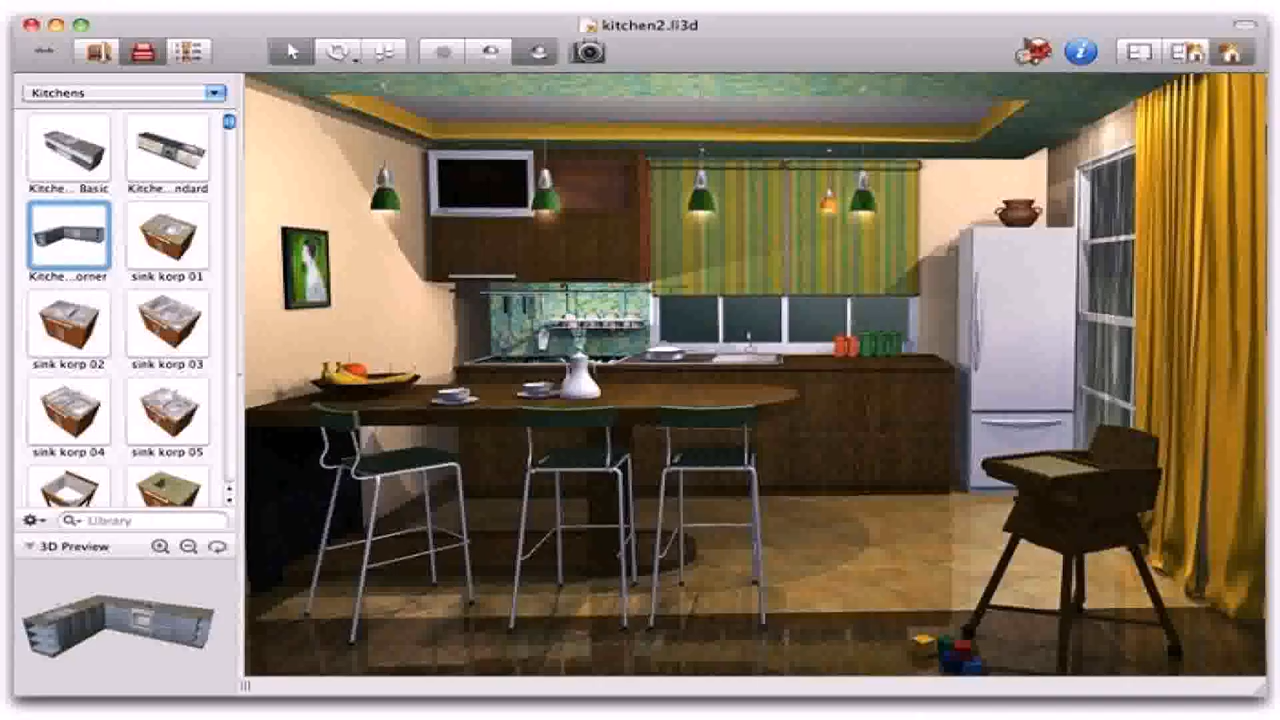 kitchen2.li3d
Kitchens
Kitche... Basic
Kitche...ndard
Kitche...orner
sink korp 01
sink korp 02
sink korp 03
sink korp 04
sink korp 05
Library
3D Preview